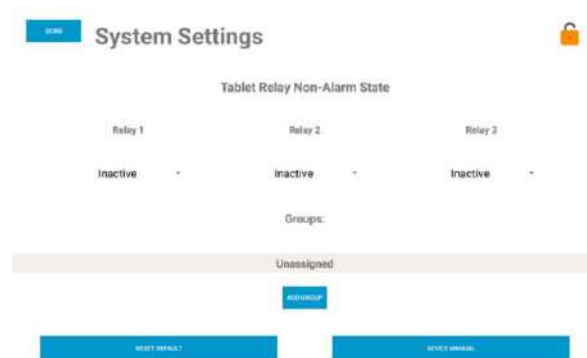 DONE
System Settings
Tablet Relay Non-Alarm State
Relay 1 Relay 2 Relay 3
Inactive Inactive Inactive
Groups:
Unassigned
ADD GROUP
RESET DEFAULT DEVICE MANUAL